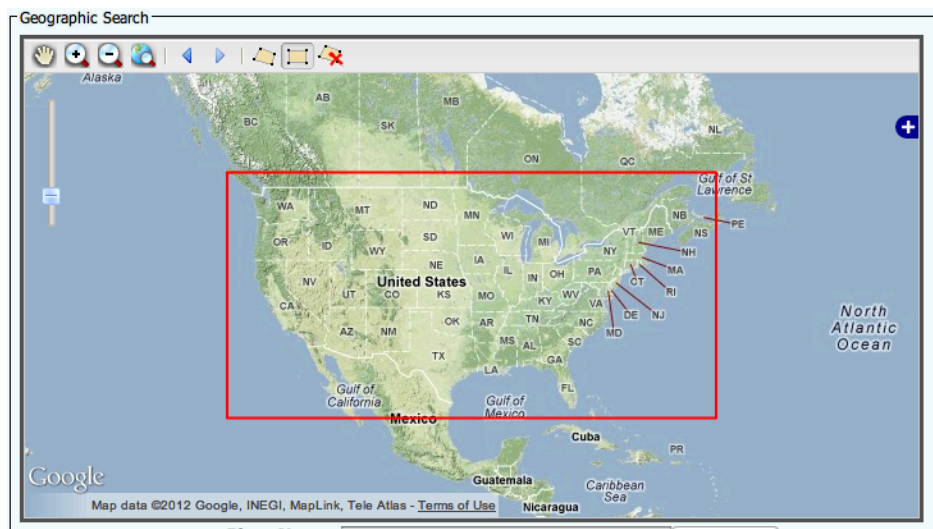 Geographic Search
Alaska
AB
MB
BC
SK
NL
ON
QC
Gulf of St
Lawrence
WA
MT
ND
MN
NB
PE
VT
ME
NS
OR
ID
SD
WI
MI
NY
NH
WY
NE
IA
PA
MA
NV
United States
IL
IN
OH
CT
RI
UT
CO
KS
MO
KY
WV
VA
CA
DE
NJ
OK
AR
TN
NC
MD
AZ
NM
MS
AL
SC
TX
GA
LA
FL
North
Atlantic
Ocean
Gulf of
California
Gulf of
Mexico
Mexico
Cuba
PR
Google
Guatemala
Caribbean
Sea
Map data ©2012 Google, INEGI, MapLink, Tele Atlas - Terms of Use
Nicaragua